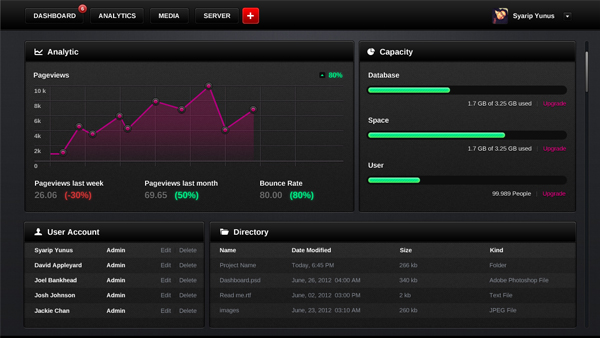 DASHBOARD 6 ANALYTICS MEDIA SERVER + Syarip Yunus
Analytic
Pageviews 80%
10 k
8k
6k
4k
2k
0
Pageviews last week Pageviews last month Bounce Rate
26.06 (-30%) 69.65 (50%) 80.00 (80%)
Capacity
Database
1.7 GB of 3.25 GB used | Upgrade
Space
1.7 GB of 3.25 GB used | Upgrade
User
99.989 People | Upgrade
User Account
Syarip Yunus Admin Edit Delete
David Appleyard Admin Edit Delete
Joel Bankhead Admin Edit Delete
Josh Johnson Admin Edit Delete
Jackie Chan Admin Edit Delete
Directory
Name Date Modified Size Kind
Project Name Today, 6:45 PM 266 kb Folder
Dashboard.psd June, 26, 2012 04:00 AM 340 kb Adobe Photoshop File
Read me.rtf June, 02, 2012 03:00 PM 2 kb Text File
images June, 23, 2012 03:10 AM 280 kb JPEG File